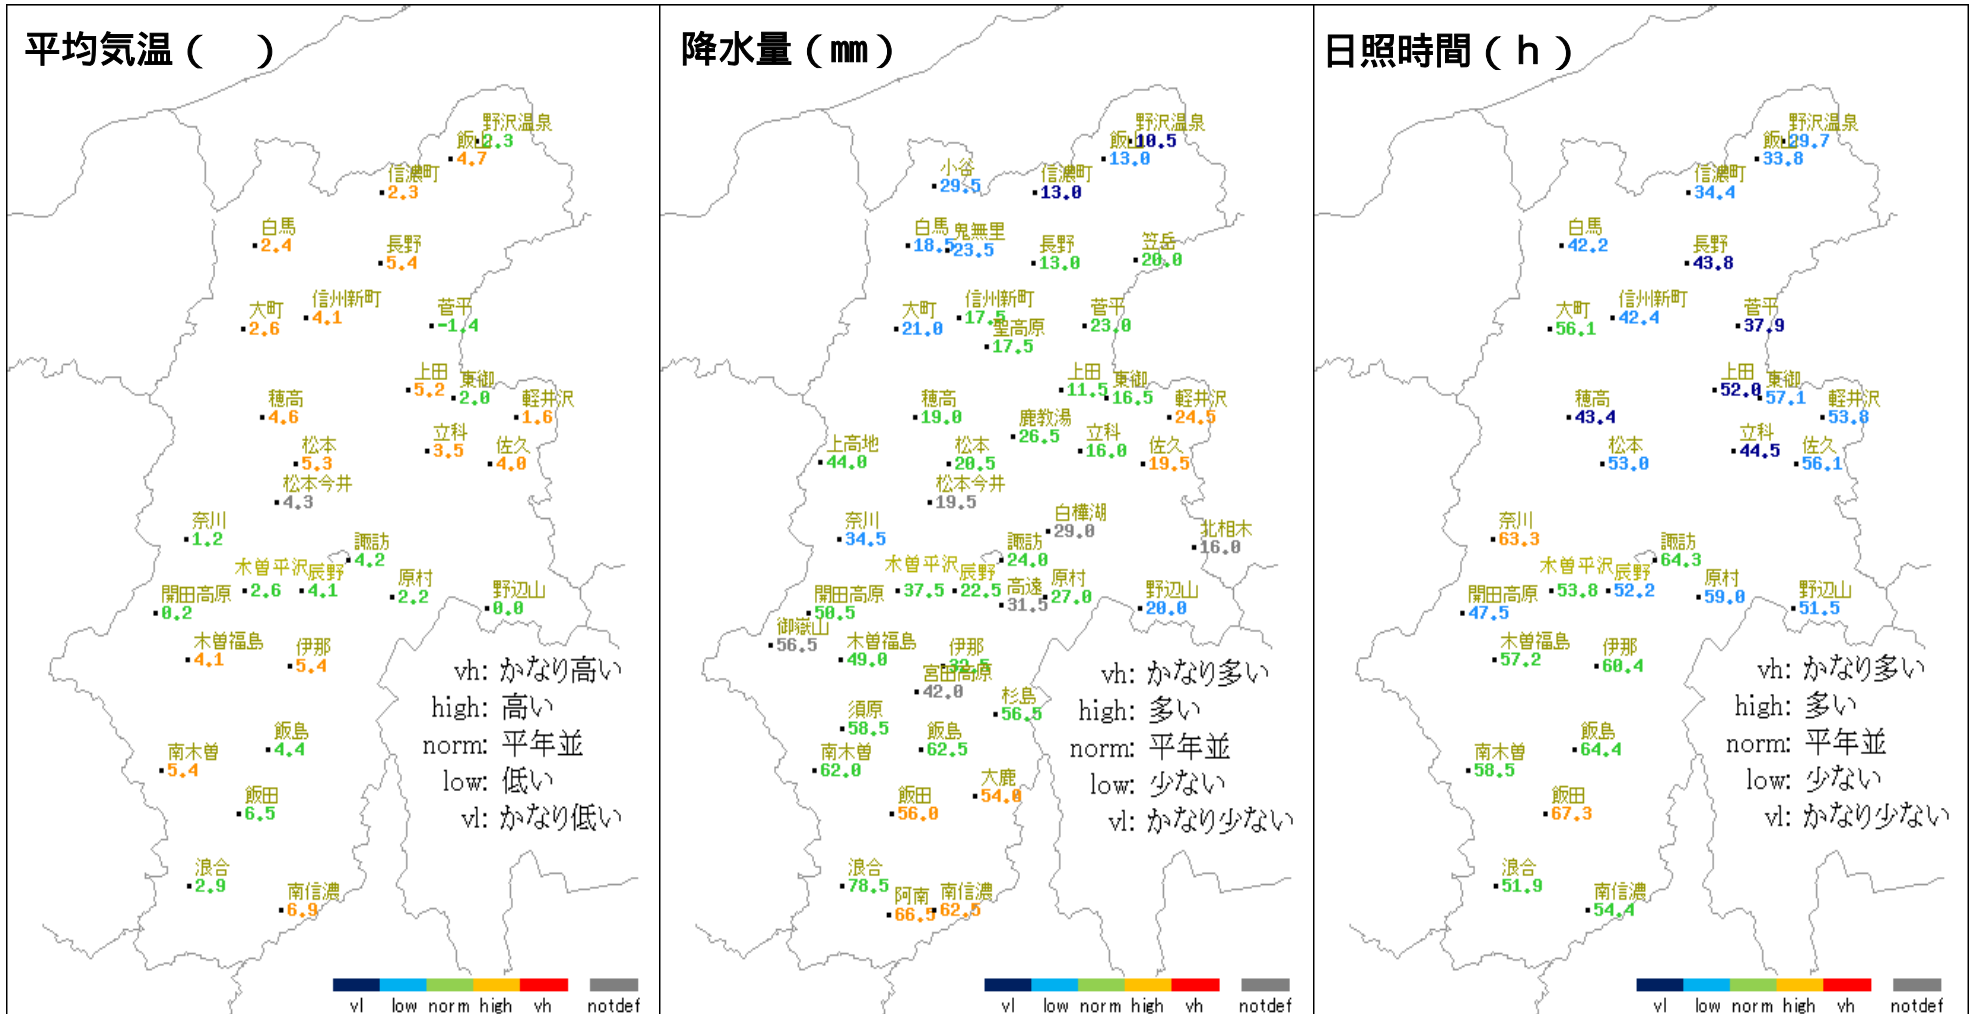 平均気温（　）
野沢温泉
2.3
飯山
4.7
信濃町
2.3
白馬
2.4
長野
5.4
大町
2.6
信州新町
4.1
菅平
-1.4
上田
5.2
東御
2.0
穂高
4.6
軽井沢
1.6
松本
5.3
立科
3.5
佐久
4.0
松本今井
4.3
奈川
1.2
諏訪
4.2
木曽平沢
2.6
辰野
4.1
開田高原
0.2
原村
2.2
野辺山
0.0
木曽福島
4.1
伊那
5.4
vh: かなり高い
high: 高い
norm: 平年並
low: 低い
vl: かなり低い
飯島
4.4
南木曽
5.4
飯田
6.5
浪合
2.9
南信濃
6.9
vl low norm high vh notdef
降水量（㎜）
野沢温泉
10.5
飯山
13.0
小谷
29.5
信濃町
13.0
白馬
18.5
鬼無里
23.5
長野
13.0
笠岳
20.0
大町
21.0
信州新町
17.5
聖高原
17.5
菅平
23.0
上田
11.5
東御
16.5
穂高
19.0
鹿教湯
26.5
軽井沢
24.5
上高地
44.0
松本
20.5
立科
16.0
佐久
19.5
松本今井
19.5
奈川
34.5
白樺湖
29.0
北相木
16.0
諏訪
24.0
木曽平沢
37.5
辰野
22.5
高遠
31.5
原村
27.0
開田高原
50.5
野辺山
20.0
御嶽山
56.5
木曽福島
49.0
伊那
32.5
宮田高原
42.0
杉島
56.5
vh: かなり多い
high: 多い
norm: 平年並
low: 少ない
vl: かなり少ない
須原
58.5
飯島
62.5
南木曽
62.0
大鹿
54.0
飯田
56.0
浪合
78.5
阿南
66.5
南信濃
62.5
vl low norm high vh notdef
日照時間（ｈ）
野沢温泉
29.7
飯山
33.8
信濃町
34.4
白馬
42.2
長野
43.8
大町
56.1
信州新町
42.4
菅平
37.9
上田
52.0
東御
57.1
穂高
43.4
軽井沢
53.8
松本
53.0
立科
44.5
佐久
56.1
奈川
63.3
諏訪
64.3
木曽平沢
53.8
辰野
52.2
開田高原
47.5
原村
59.0
野辺山
51.5
木曽福島
57.2
伊那
60.4
vh: かなり多い
high: 多い
norm: 平年並
low: 少ない
vl: かなり少ない
飯島
64.4
南木曽
58.5
飯田
67.3
浪合
51.9
南信濃
54.4
vl low norm high vh notdef